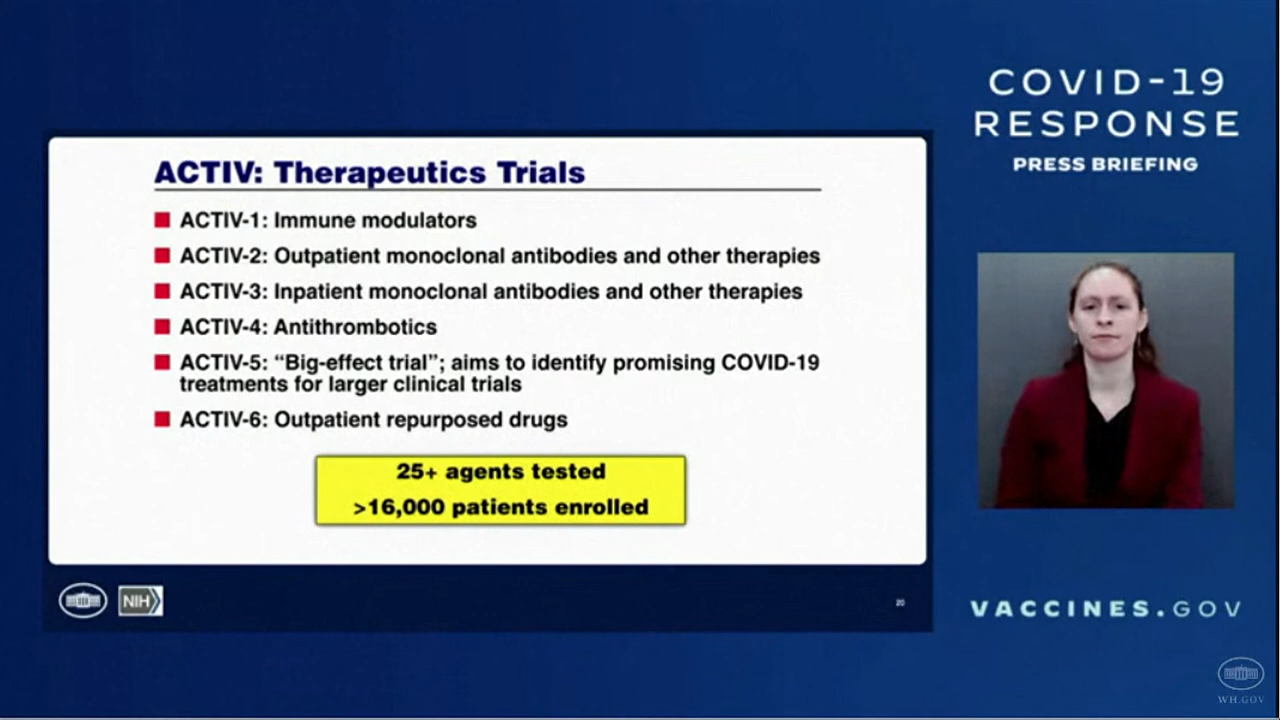 COVID-19
RESPONSE
PRESS BRIEFING
ACTIV: Therapeutics Trials
ACTIV-1: Immune modulators
ACTIV-2: Outpatient monoclonal antibodies and other therapies
ACTIV-3: Inpatient monoclonal antibodies and other therapies
ACTIV-4: Antithrombotics
ACTIV-5: “Big-effect trial”; aims to identify promising COVID-19
treatments for larger clinical trials
ACTIV-6: Outpatient repurposed drugs
25+ agents tested
>16,000 patients enrolled
NIH
20
VACCINES.GOV
WH.GOV